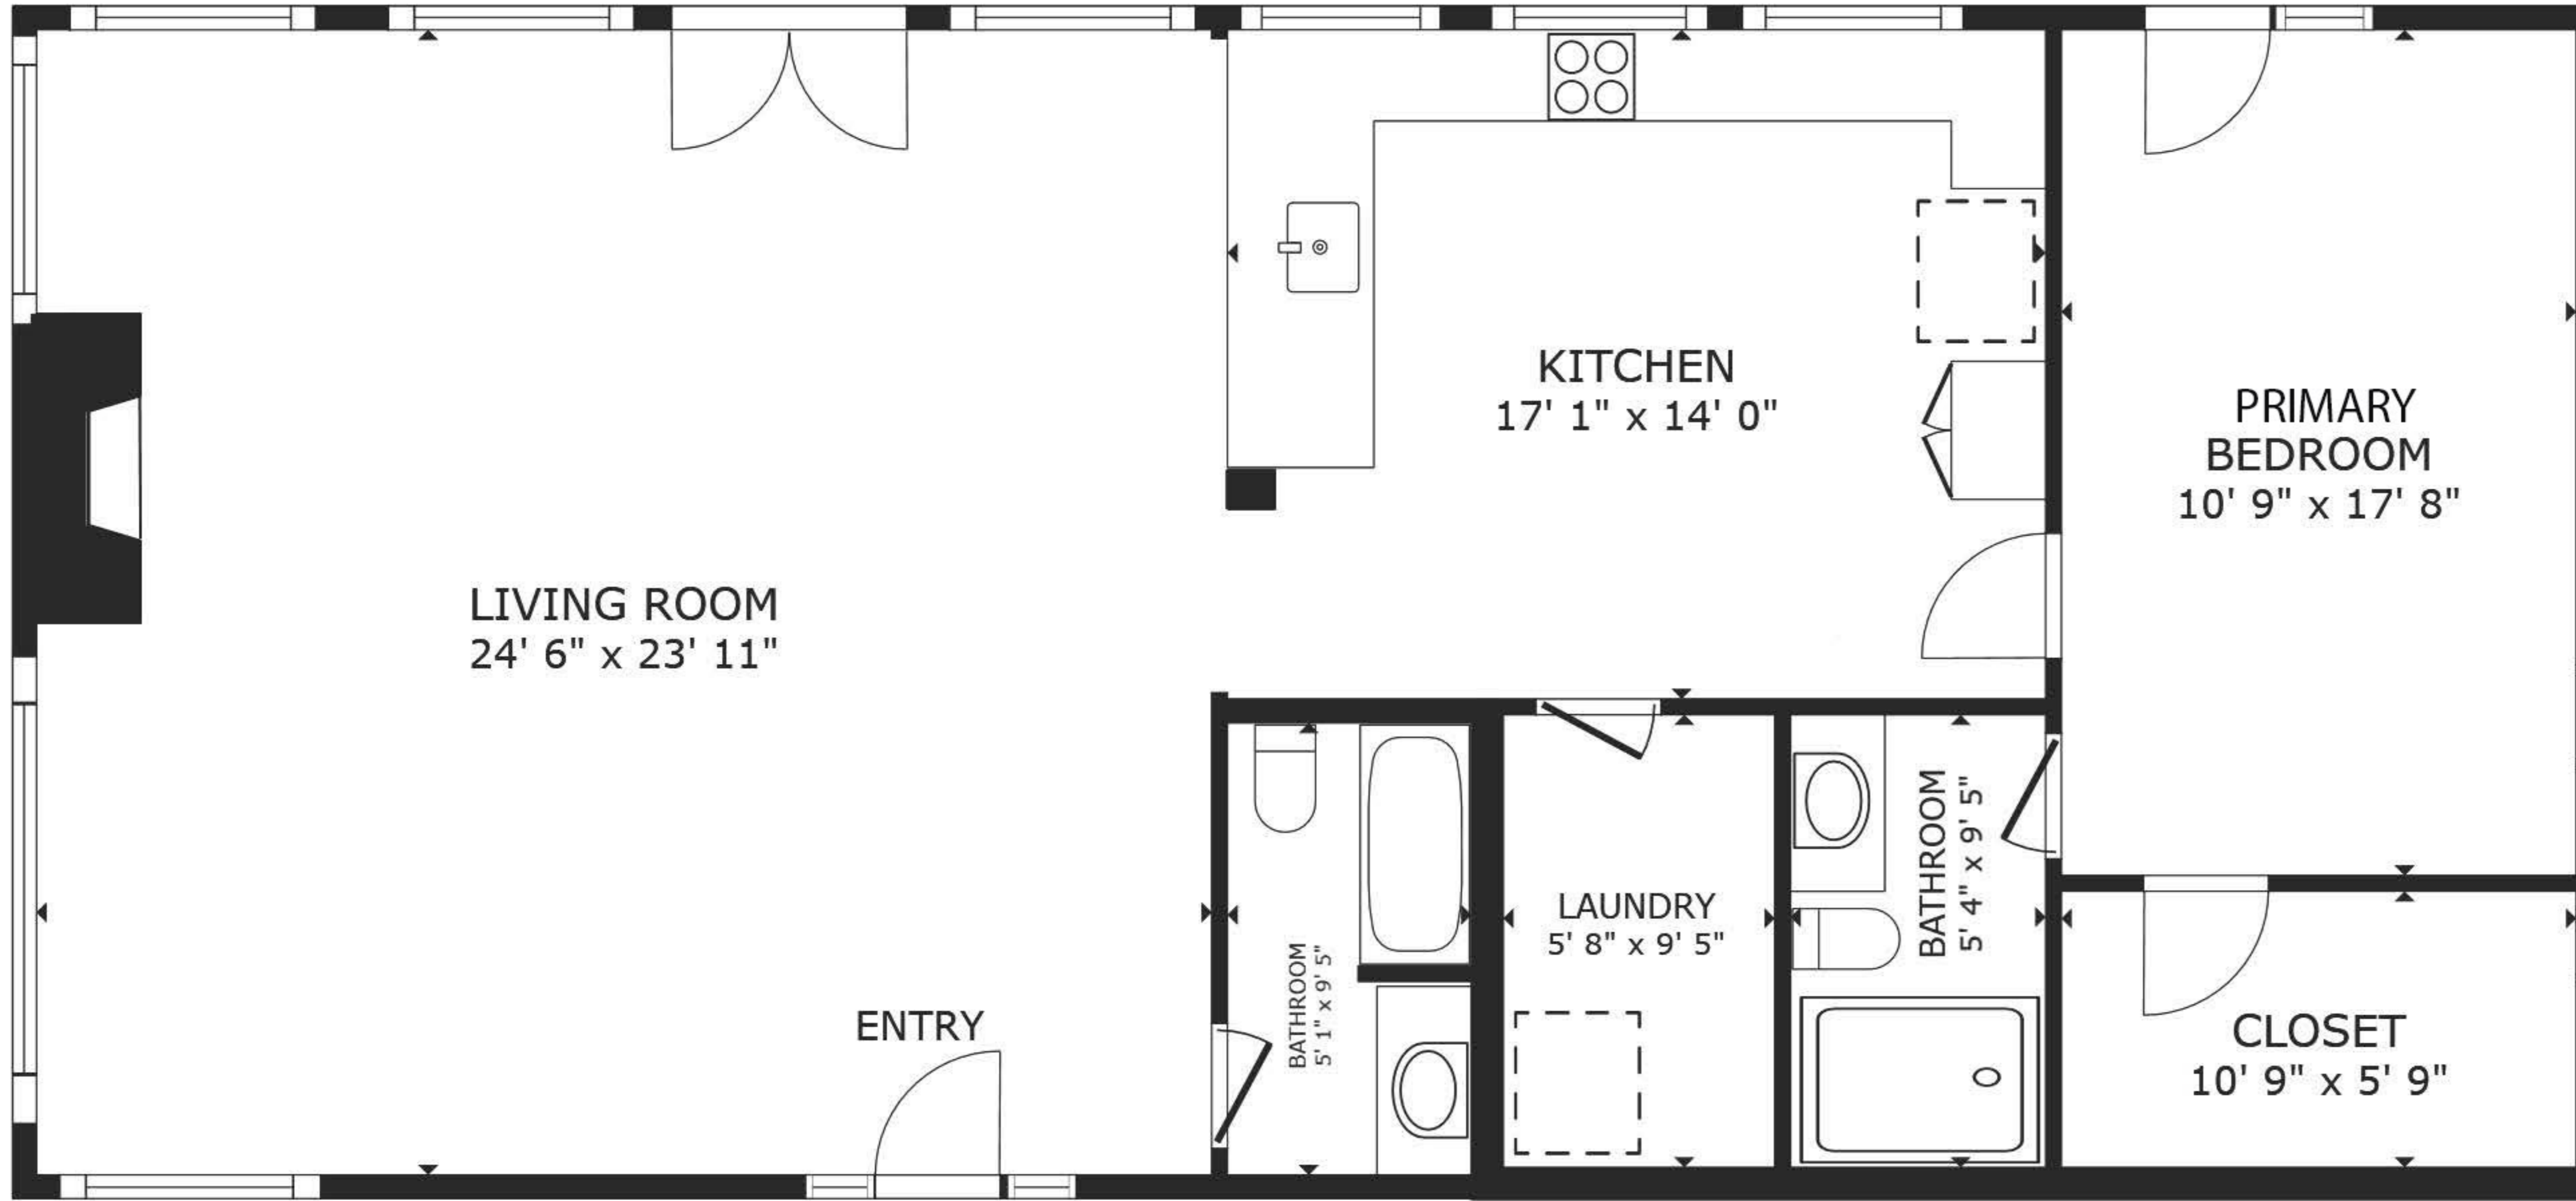 KITCHEN
17' 1" x 14' 0"
PRIMARY
BEDROOM
10' 9" x 17' 8"
LIVING ROOM
24' 6" x 23' 11"
ENTRY
BATHROOM
5' 1" x 9' 5"
LAUNDRY
5' 8" x 9' 5"
BATHROOM
5' 4" x 9' 5"
CLOSET
10' 9" x 5' 9"